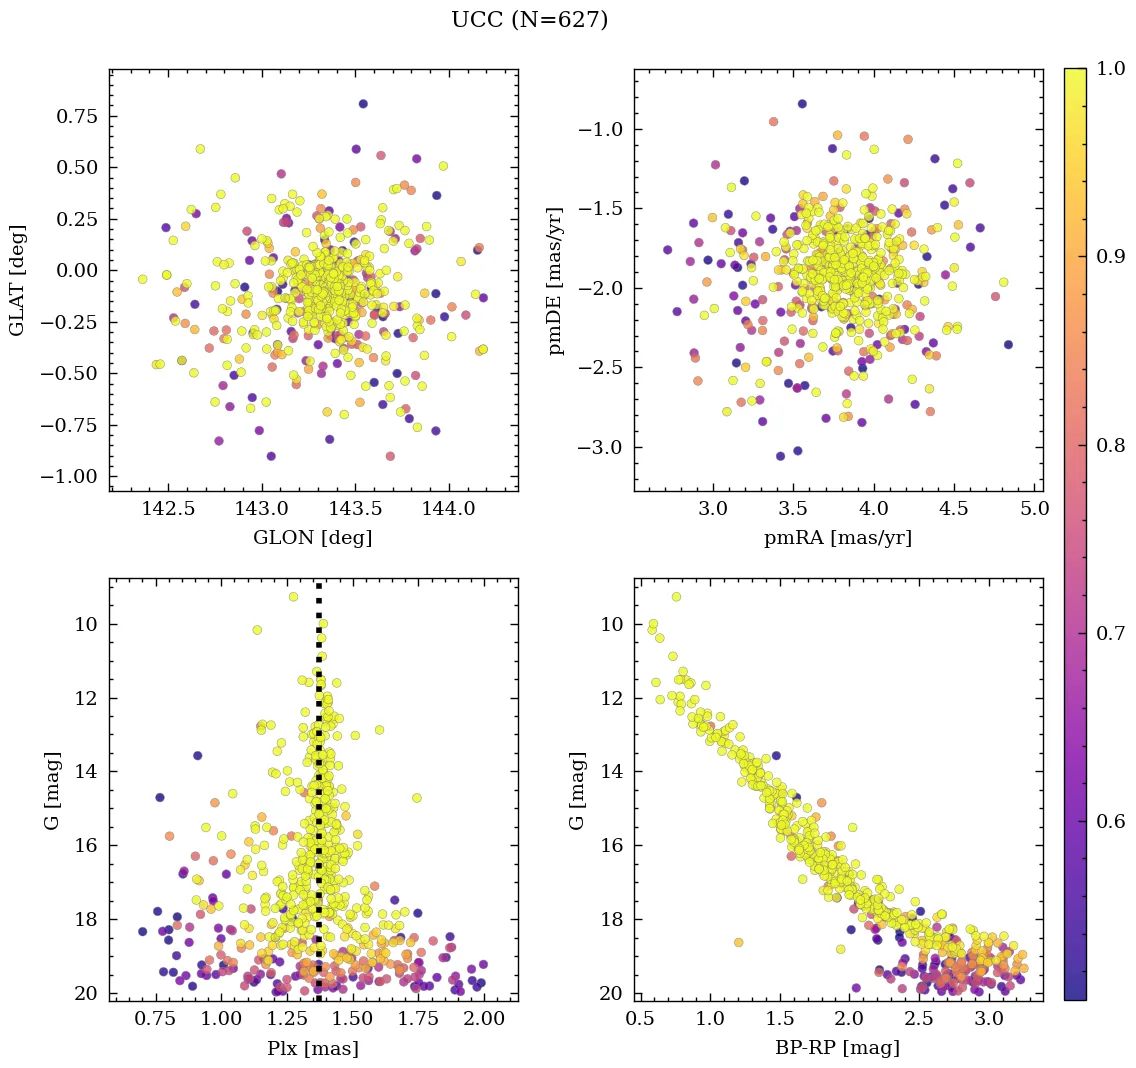 UCC (N=627)
0.75
0.50
0.25
0.00
−0.25
−0.50
−0.75
−1.00
GLAT [deg]
142.5 143.0 143.5 144.0
GLON [deg]
−1.0
−1.5
−2.0
−2.5
−3.0
pmDE [mas/yr]
3.0 3.5 4.0 4.5 5.0
pmRA [mas/yr]
10
12
14
16
18
20
G [mag]
0.75 1.00 1.25 1.50 1.75 2.00
Plx [mas]
10
12
14
16
18
20
G [mag]
0.5 1.0 1.5 2.0 2.5 3.0
BP-RP [mag]
1.0
0.9
0.8
0.7
0.6